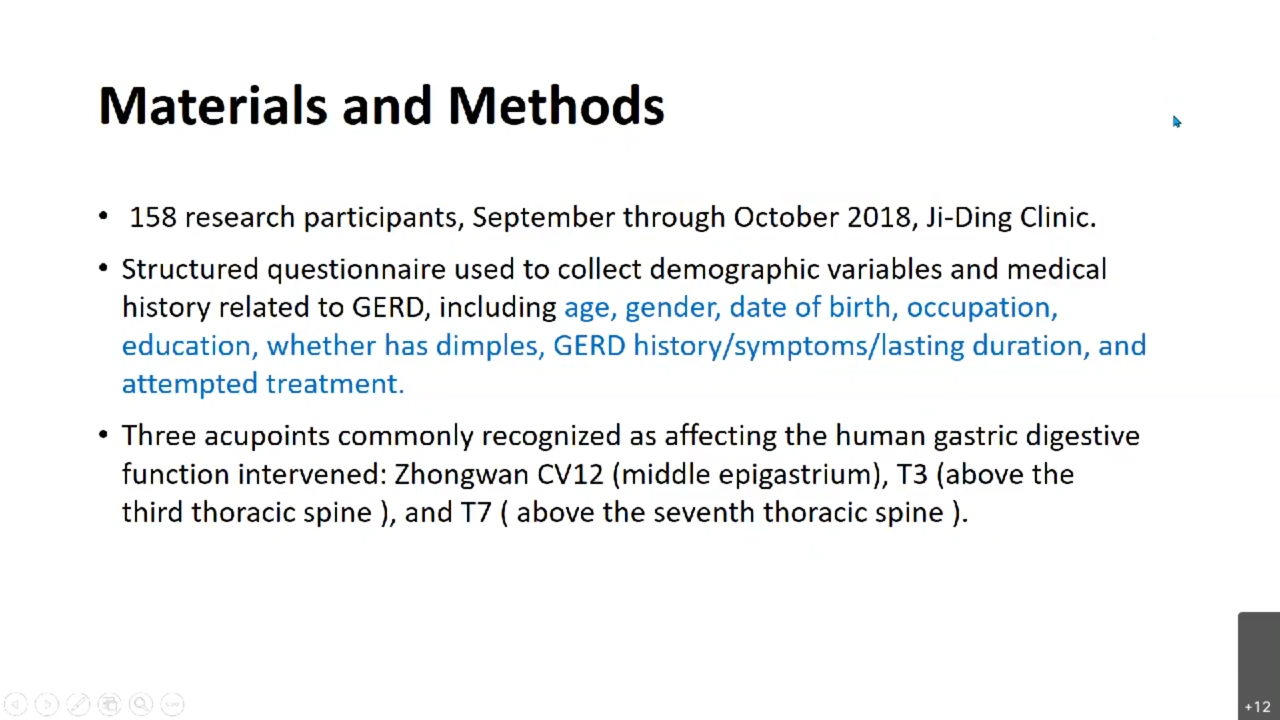 Materials and Methods
• 158 research participants, September through October 2018, Ji-Ding Clinic.
• Structured questionnaire used to collect demographic variables and medical
history related to GERD, including age, gender, date of birth, occupation,
education, whether has dimples, GERD history/symptoms/lasting duration, and
attempted treatment.
• Three acupoints commonly recognized as affecting the human gastric digestive
function intervened: Zhongwan CV12 (middle epigastrium), T3 (above the
third thoracic spine ), and T7 ( above the seventh thoracic spine ).
+12